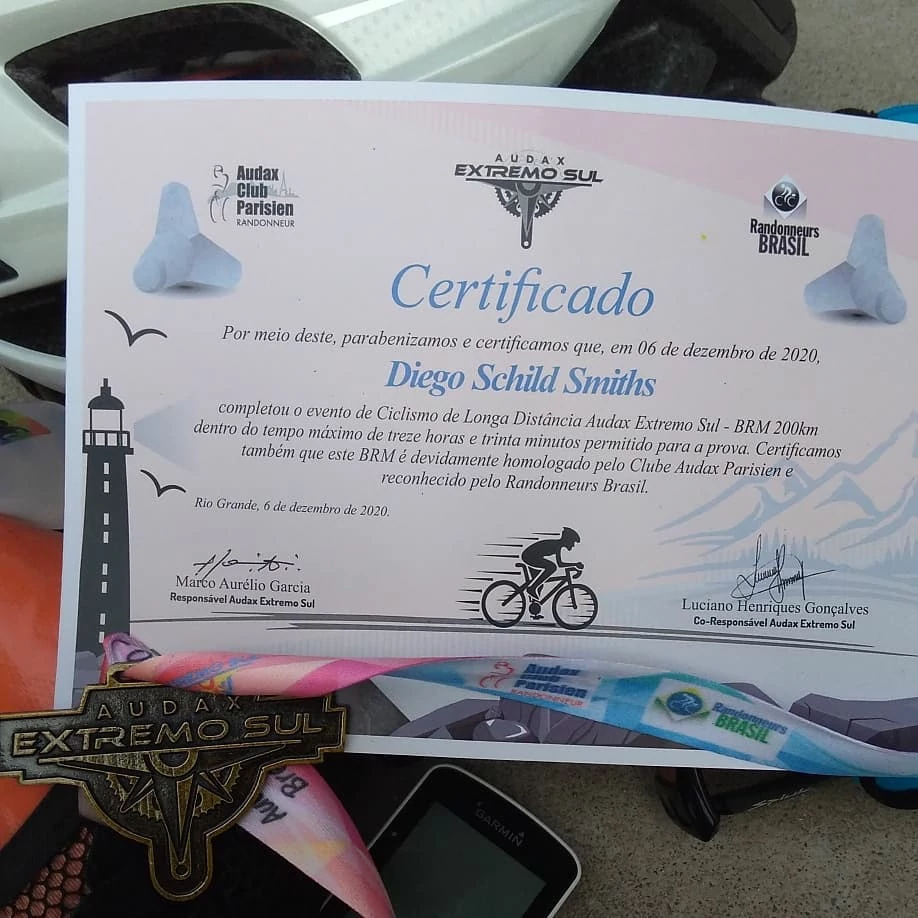 Audax
Club
Parisien
RANDONNEUR
AUDAX
EXTREMO SUL
Randonneurs
BRASIL
Certificado
Por meio deste, parabenizamos e certificamos que, em 06 de dezembro de 2020,
Diego Schild Smiths
completou o evento de Ciclismo de Longa Distância Audax Extremo Sul - BRM 200km
dentro do tempo máximo de treze horas e trinta minutos permitido para a prova. Certificamos
também que este BRM é devidamente homologado pelo Clube Audax Parisien e
reconhecido pelo Randonneurs Brasil.
Rio Grande, 6 de dezembro de 2020.
Marco Aurélio Garcia
Responsável Audax Extremo Sul
Luciano Henriques Gonçalves
Co-Responsável Audax Extremo Sul
Audax
Club
Parisien
RANDONNEUR
Randonneurs
BRASIL
AUDAX
EXTREMO SUL
GARMIN